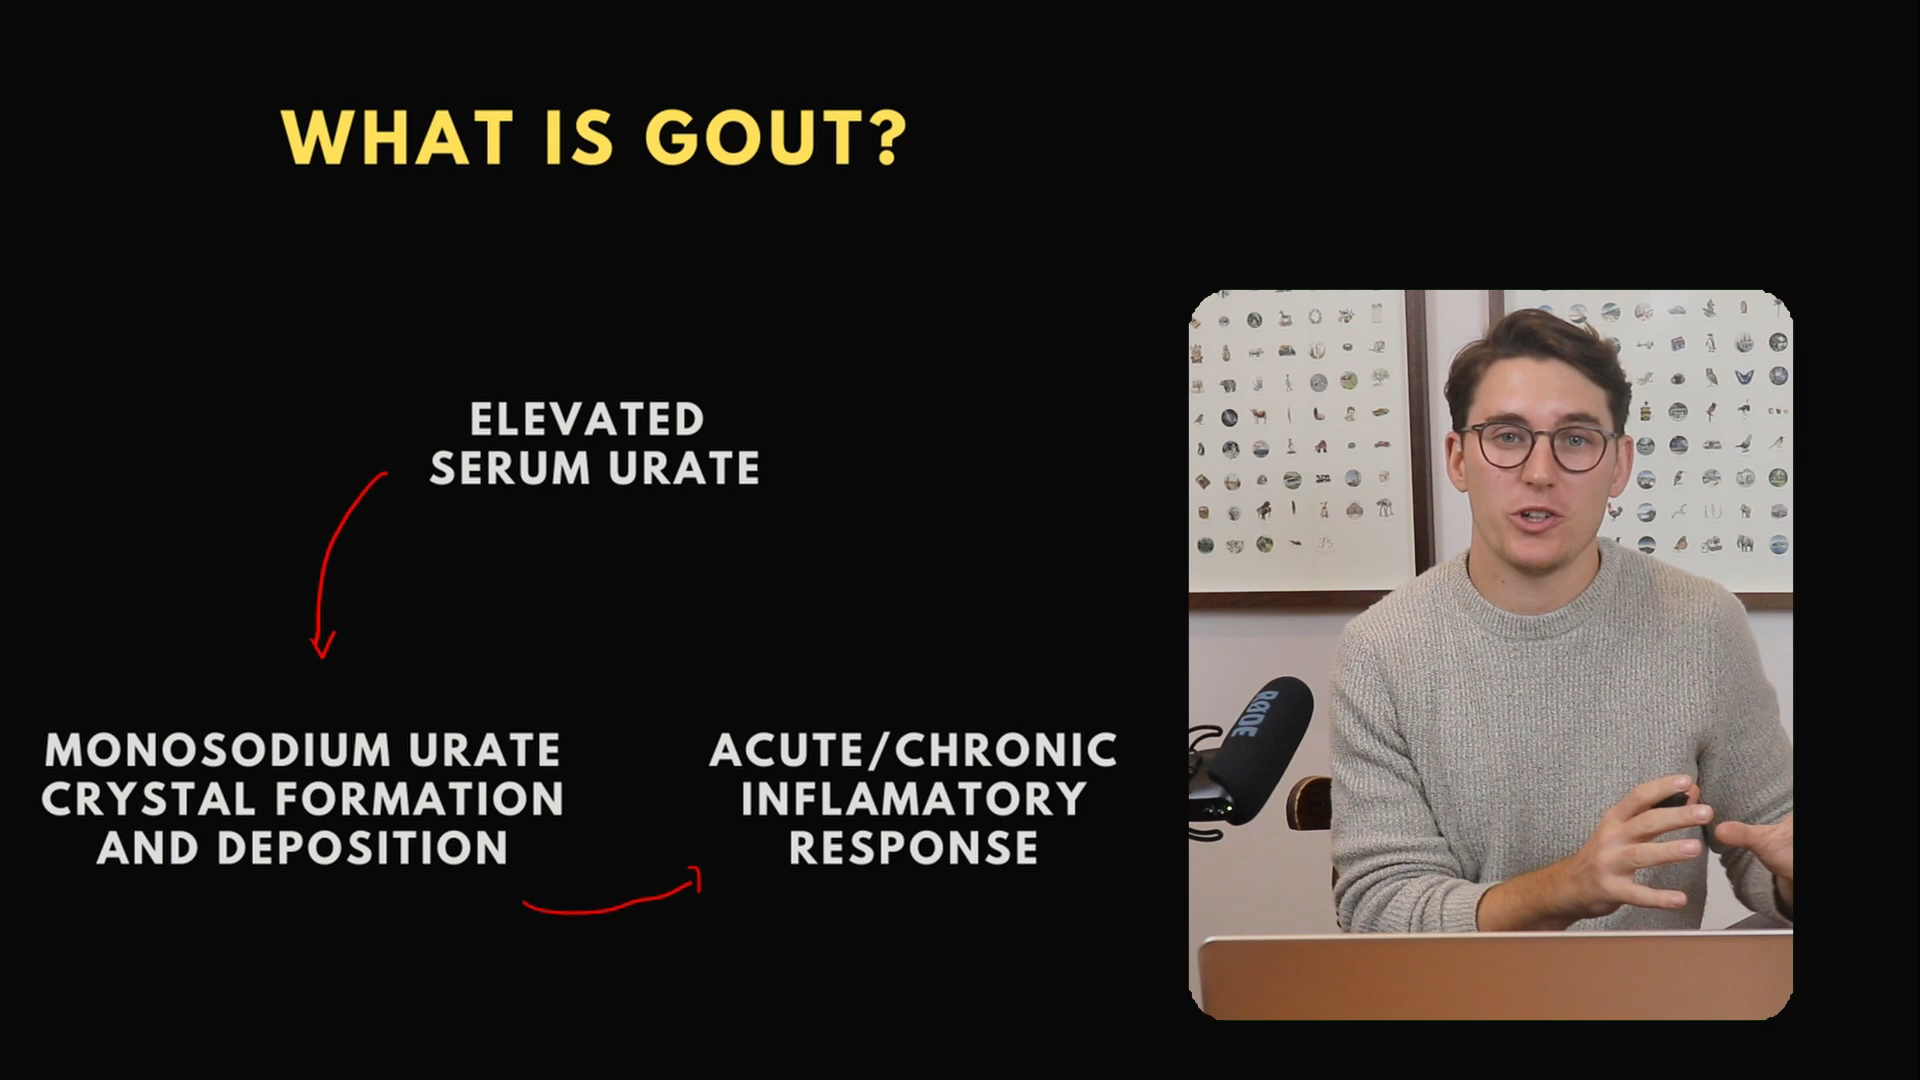 WHAT IS GOUT?
ELEVATED
SERUM URATE
MONOSODIUM URATE
CRYSTAL FORMATION
AND DEPOSITION
ACUTE/CHRONIC
INFLAMATORY
RESPONSE
RØDE